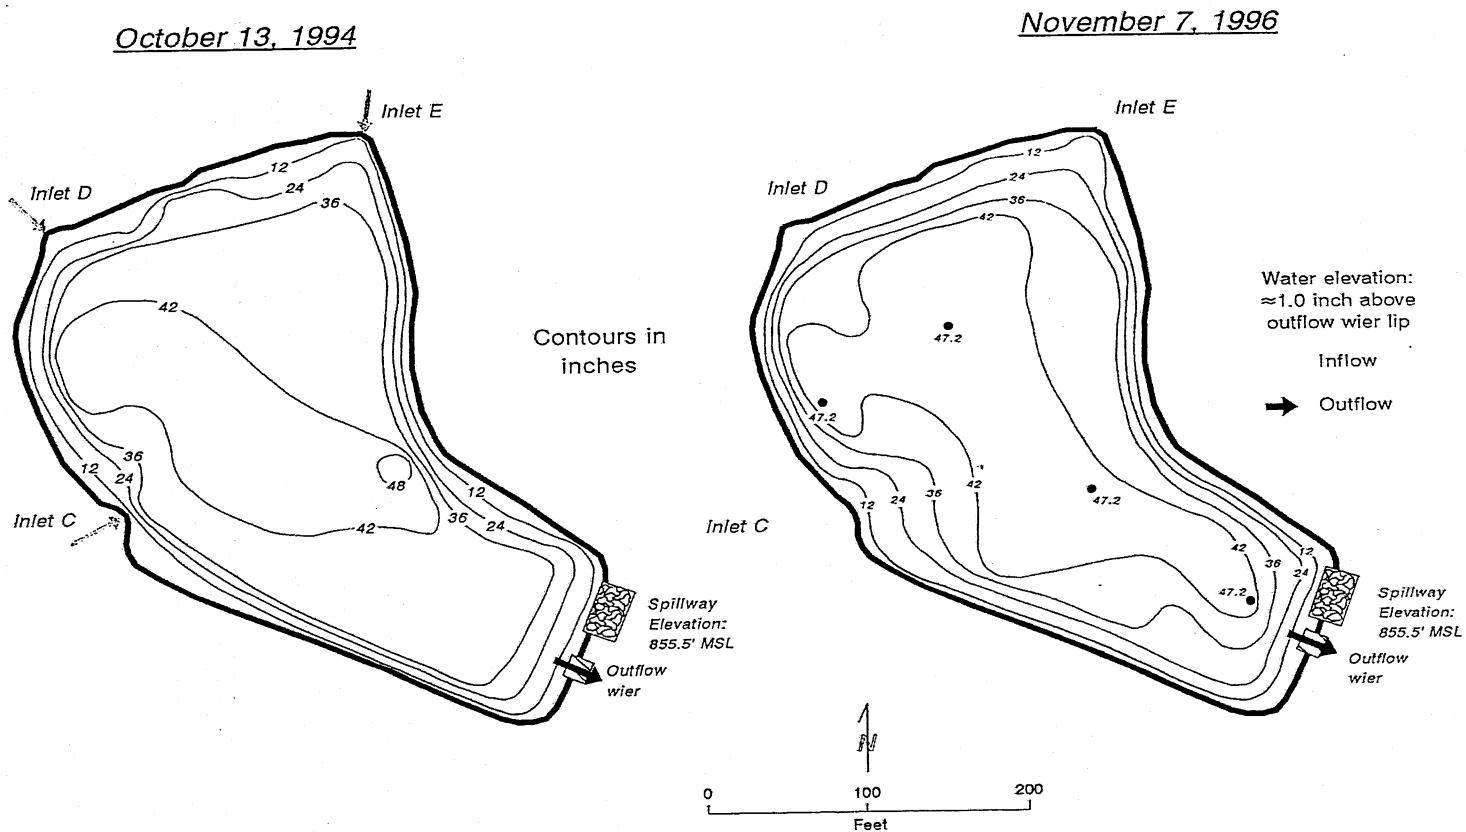 October 13, 1994
Inlet E
12
24
36
Inlet D
42
48
36
12
24
42
12
36
24
Inlet C
Contours in
inches
Spillway
Elevation:
855.5' MSL
Outflow
wier
November 7, 1996
Inlet E
12
24
36
42
Inlet D
47.2
47.2
47.2
47.2
12
24
36
42
42
36
12
24
Inlet C
Water elevation:
≈1.0 inch above
outflow wier lip
Inflow
Outflow
Spillway
Elevation:
855.5' MSL
Outflow
wier
N
0 100 200
Feet